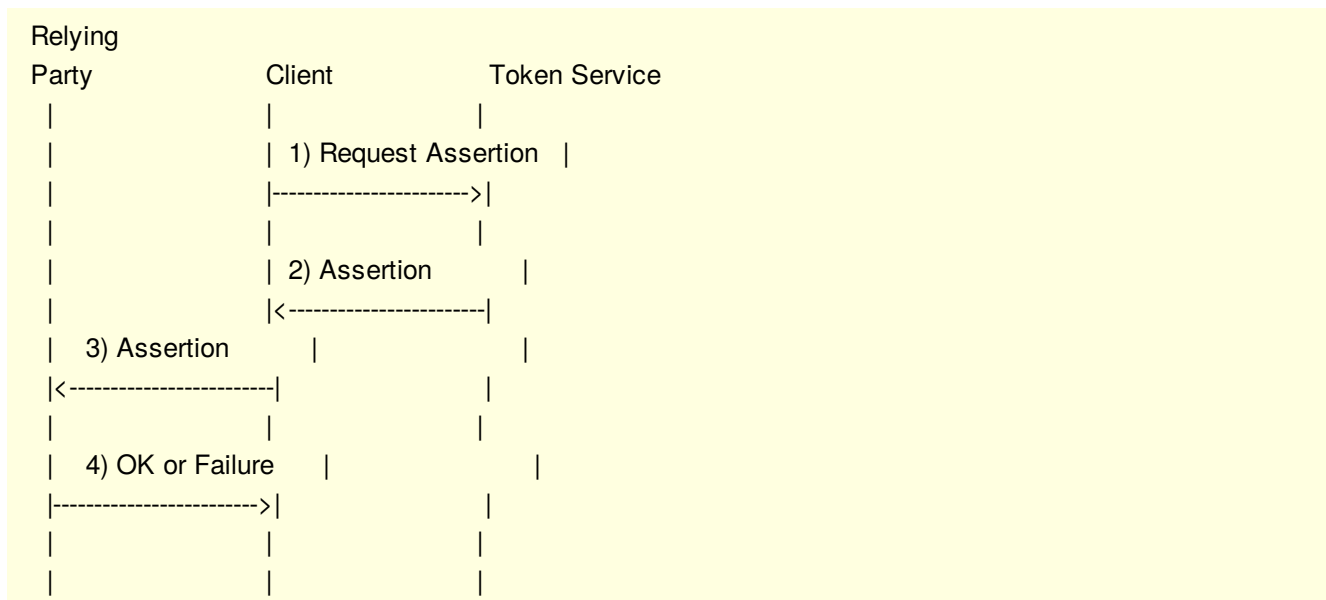 Relying
Party Client Token Service
| | |
| | 1) Request Assertion |
| |------------------------>|
| | |
| | 2) Assertion |
| |<------------------------|
| 3) Assertion | |
|<-------------------------| |
| | |
| 4) OK or Failure | |
|------------------------->| |
| | |
| | |